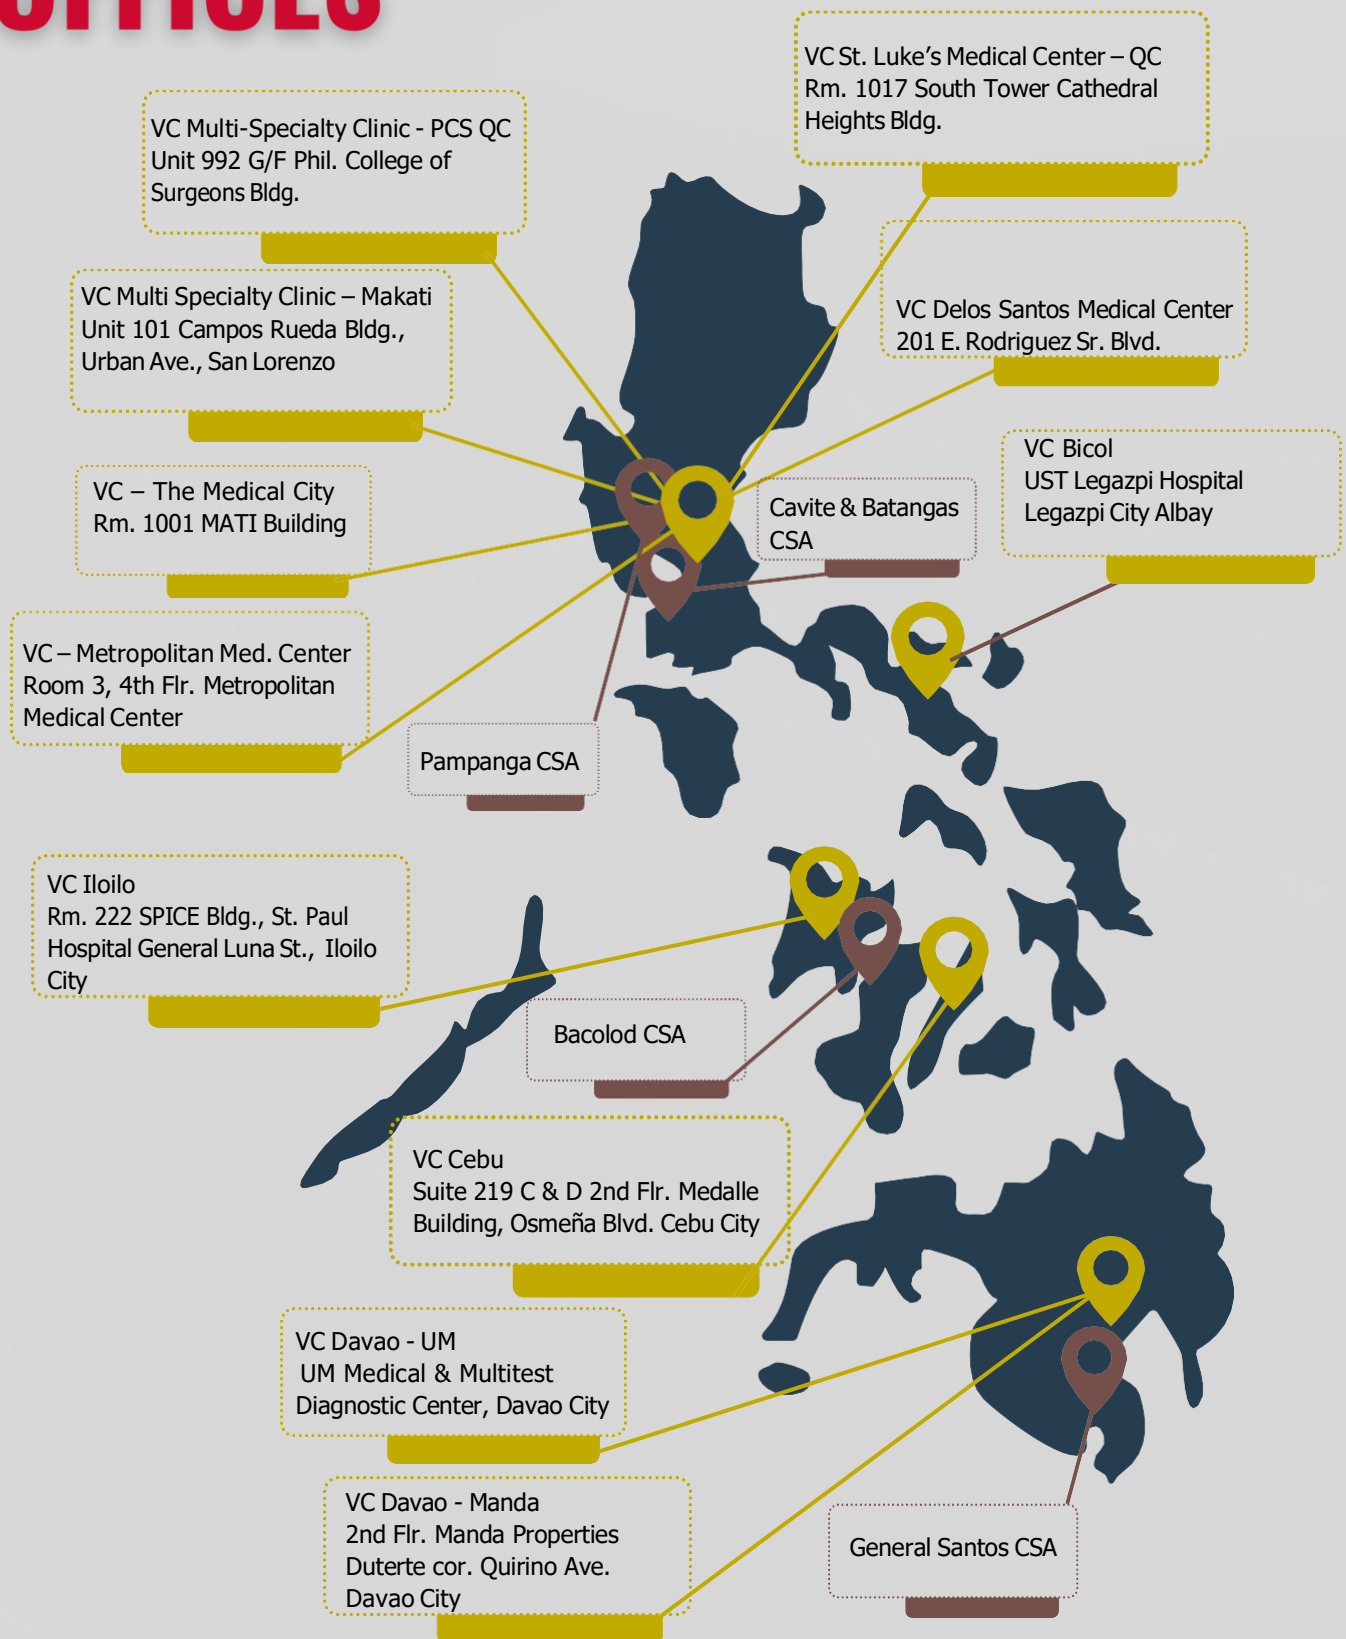 OFFICES
VC St. Luke's Medical Center – QC
Rm. 1017 South Tower Cathedral
Heights Bldg.
VC Multi-Specialty Clinic - PCS QC
Unit 992 G/F Phil. College of
Surgeons Bldg.
VC Multi Specialty Clinic – Makati
Unit 101 Campos Rueda Bldg.,
Urban Ave., San Lorenzo
VC Delos Santos Medical Center
201 E. Rodriguez Sr. Blvd.
VC Bicol
UST Legazpi Hospital
Legazpi City Albay
VC – The Medical City
Rm. 1001 MATI Building
Cavite & Batangas
CSA
VC – Metropolitan Med. Center
Room 3, 4th Flr. Metropolitan
Medical Center
Pampanga CSA
VC Iloilo
Rm. 222 SPICE Bldg., St. Paul
Hospital General Luna St., Iloilo
City
Bacolod CSA
VC Cebu
Suite 219 C & D 2nd Flr. Medalle
Building, Osmeña Blvd. Cebu City
VC Davao - UM
UM Medical & Multitest
Diagnostic Center, Davao City
VC Davao - Manda
2nd Flr. Manda Properties
Duterte cor. Quirino Ave.
Davao City
General Santos CSA